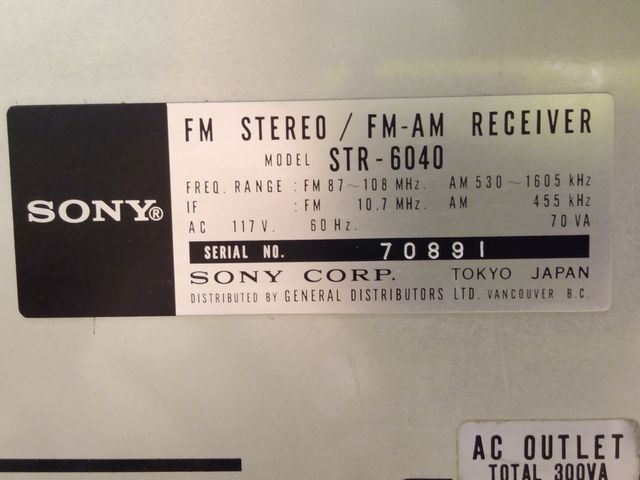 FM STEREO / FM-AM RECEIVER
MODEL STR-6040
FREQ. RANGE : FM 87~108 MHz. AM 530~1605 kHz
IF : FM 10.7 MHz. AM 455 kHz
AC 117V. 60 Hz. 70 VA
SONY®
SERIAL NO. 70891
SONY CORP. TOKYO JAPAN
DISTRIBUTED BY GENERAL DISTRIBUTORS LTD. VANCOUVER B.C.
AC OUTLET
TOTAL 300VA